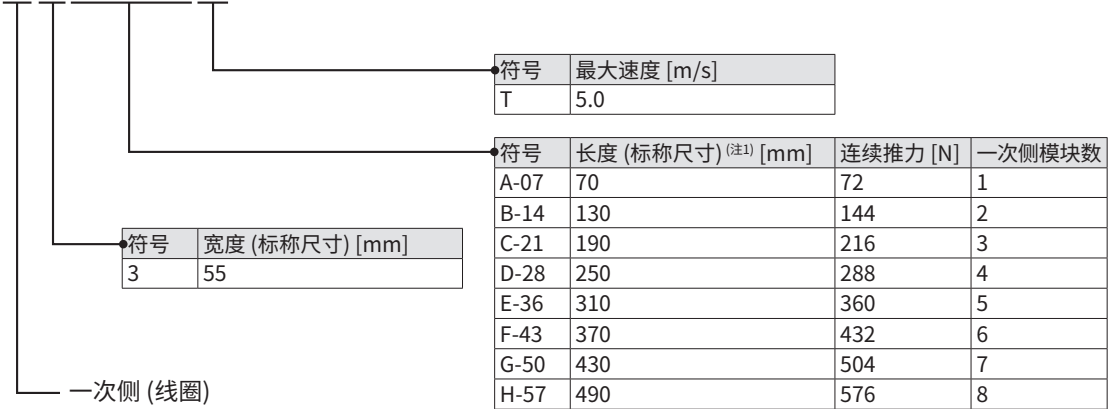 符号 最大速度 [m/s]
T 5.0
符号 长度 (标称尺寸) (注1) [mm] 连续推力 [N] 一次侧模块数
A-07 70 72 1
B-14 130 144 2
C-21 190 216 3
D-28 250 288 4
E-36 310 360 5
F-43 370 432 6
G-50 430 504 7
H-57 490 576 8
符号 宽度 (标称尺寸) [mm]
3 55
一次侧 (线圈)